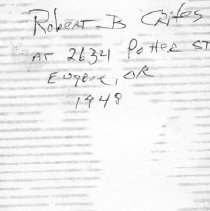 Robert B Crites
AT 2634 Potter ST
Eugene, OR
1948